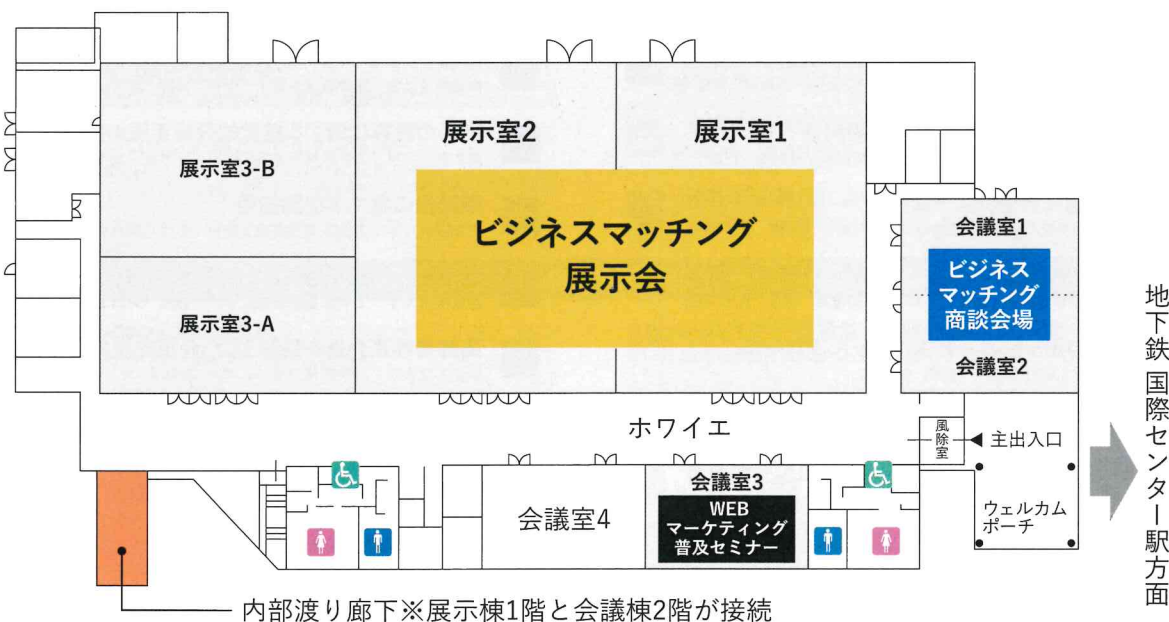 展示室2
展示室1
展示室3-B
ビジネスマッチング
展示会
会議室1
ビジネス
マッチング
商談会場
会議室2
展示室3-A
地下鉄 国際センター駅方面
ホワイエ
風除室
主出入口
会議室3
WEB
マーケティング
普及セミナー
会議室4
ウェルカム
ポーチ
内部渡り廊下※展示棟1階と会議棟2階が接続